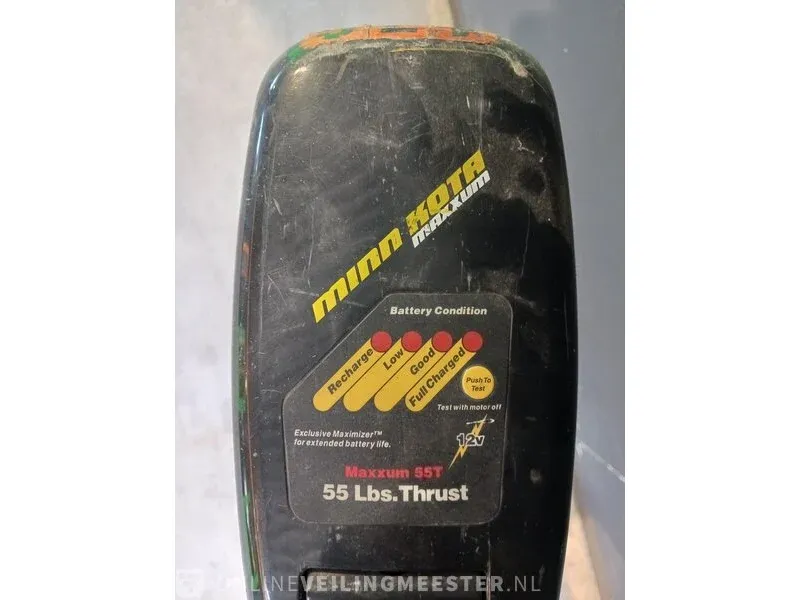 MINN KOTA
MAXXUM
Battery Condition
Recharge
Low
Good
Full Charged
Push To
Test
Test with motor off
Exclusive Maximizer™
for extended battery life.
12v
Maxxum 55T
55 Lbs.Thrust
ONLINEVEILINGMEESTER.NL